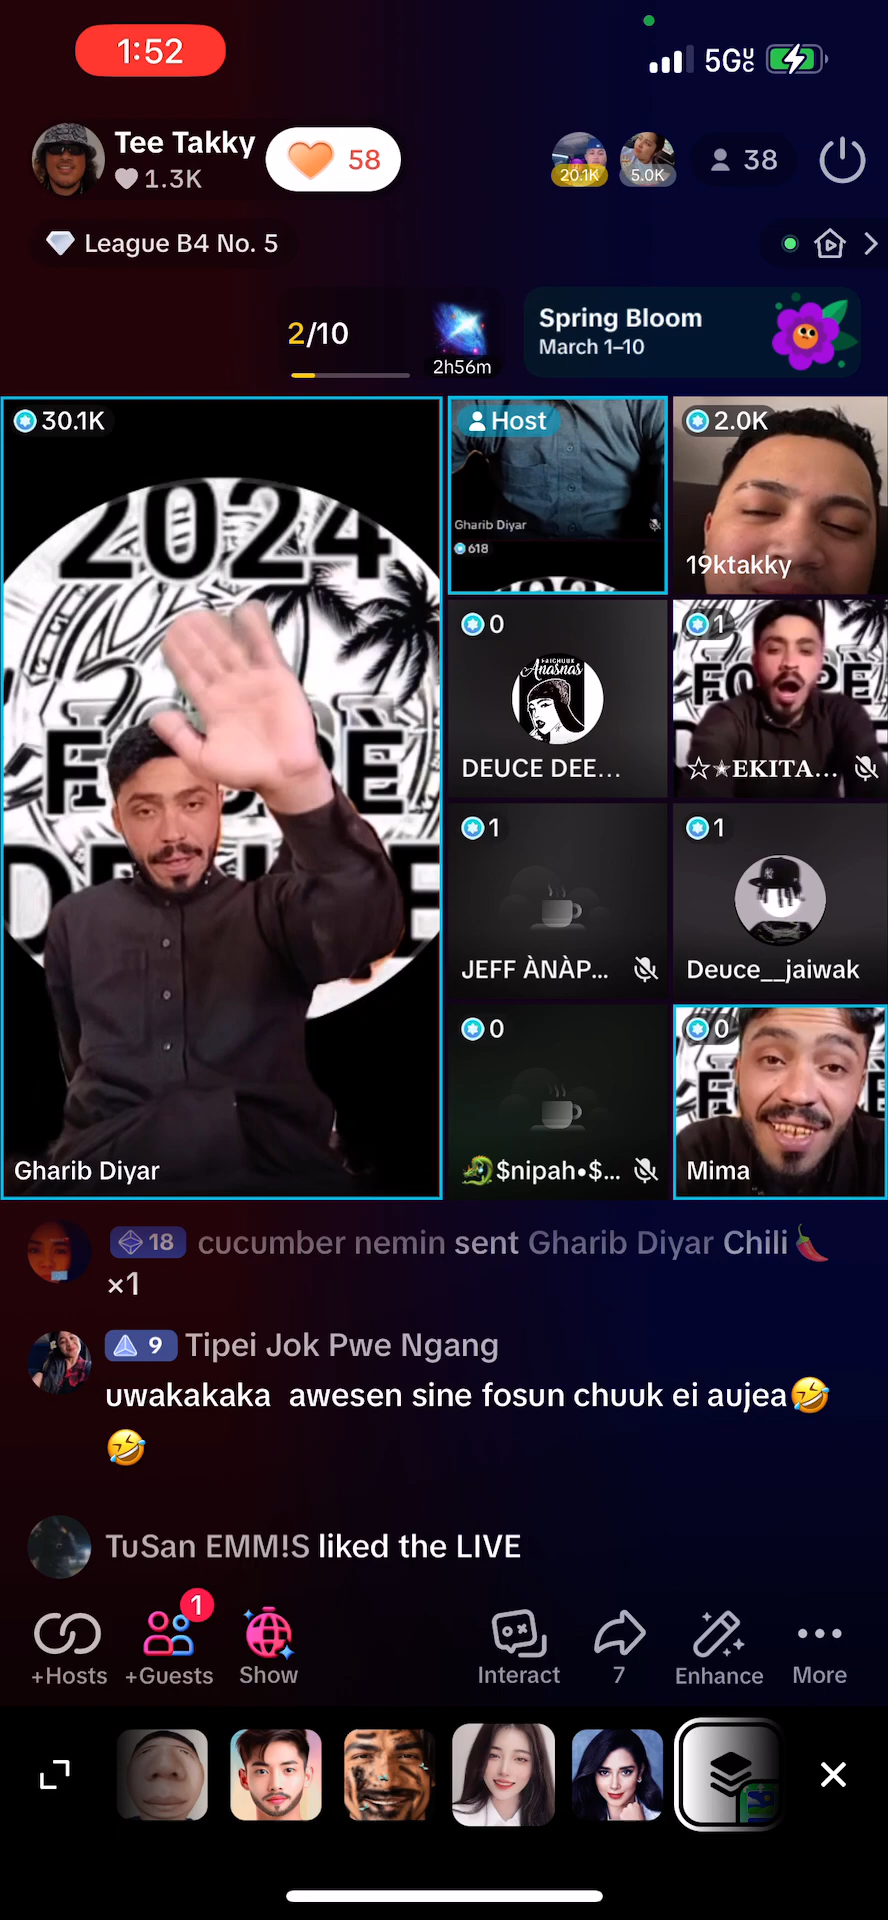 1:52
5G UC
Tee Takky
1.3K
58
20.1K
5.0K
38
League B4 No. 5
2/10
2h56m
Spring Bloom
March 1–10
30.1K
2024
Gharib Diyar
Host
Gharib Diyar
618
2.0K
19ktakky
0
Anasnas
DEUCE DEE...
1
☆★EKITA...
1
JEFF ÀNÀP...
1
Deuce__jaiwak
0
🐉$nipah•$...
0
Mima
18 cucumber nemin sent Gharib Diyar Chili🌶️
×1
9 Tipei Jok Pwe Ngang
uwakakaka  awesen sine fosun chuuk ei aujea🤣
🤣
TuSan EMM!S liked the LIVE
1
+Hosts
+Guests
Show
Interact
7
Enhance
More